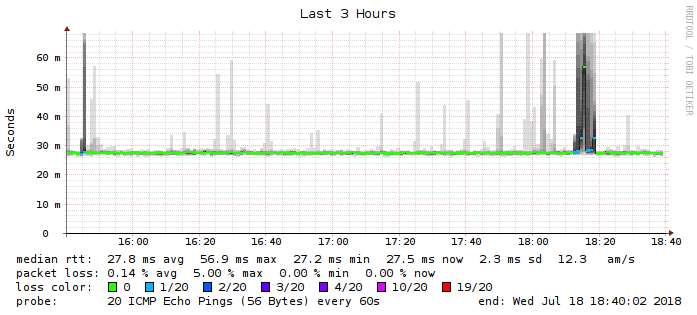 Last 3 Hours
RRDTOOL / TOBI OETIKER
Seconds
60 m
50 m
40 m
30 m
20 m
10 m
0
16:00 16:20 16:40 17:00 17:20 17:40 18:00 18:20 18:40
median rtt: 27.8 ms avg 56.9 ms max 27.2 ms min 27.5 ms now 2.3 ms sd 12.3 am/s
packet loss: 0.14 % avg 5.00 % max 0.00 % min 0.00 % now
loss color: 0 1/20 2/20 3/20 4/20 10/20 19/20
probe: 20 ICMP Echo Pings (56 Bytes) every 60s end: Wed Jul 18 18:40:02 2018